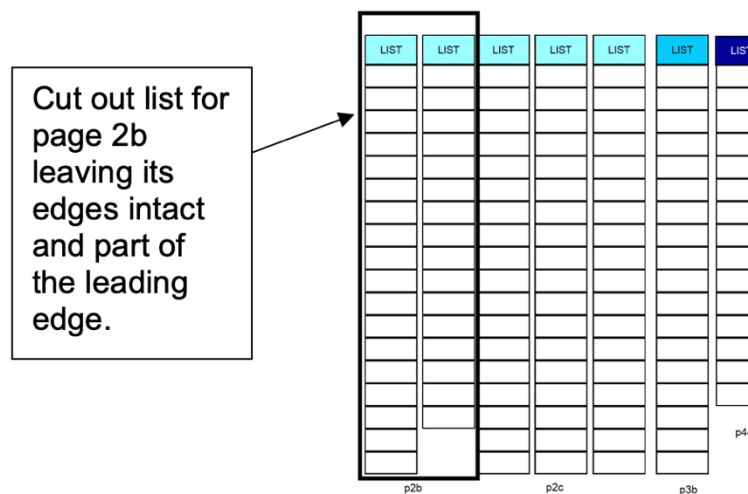 LIST LIST LIST LIST LIST LIST LIST
Cut out list for
page 2b
leaving its
edges intact
and part of
the leading
edge.
p2b p2c p3b